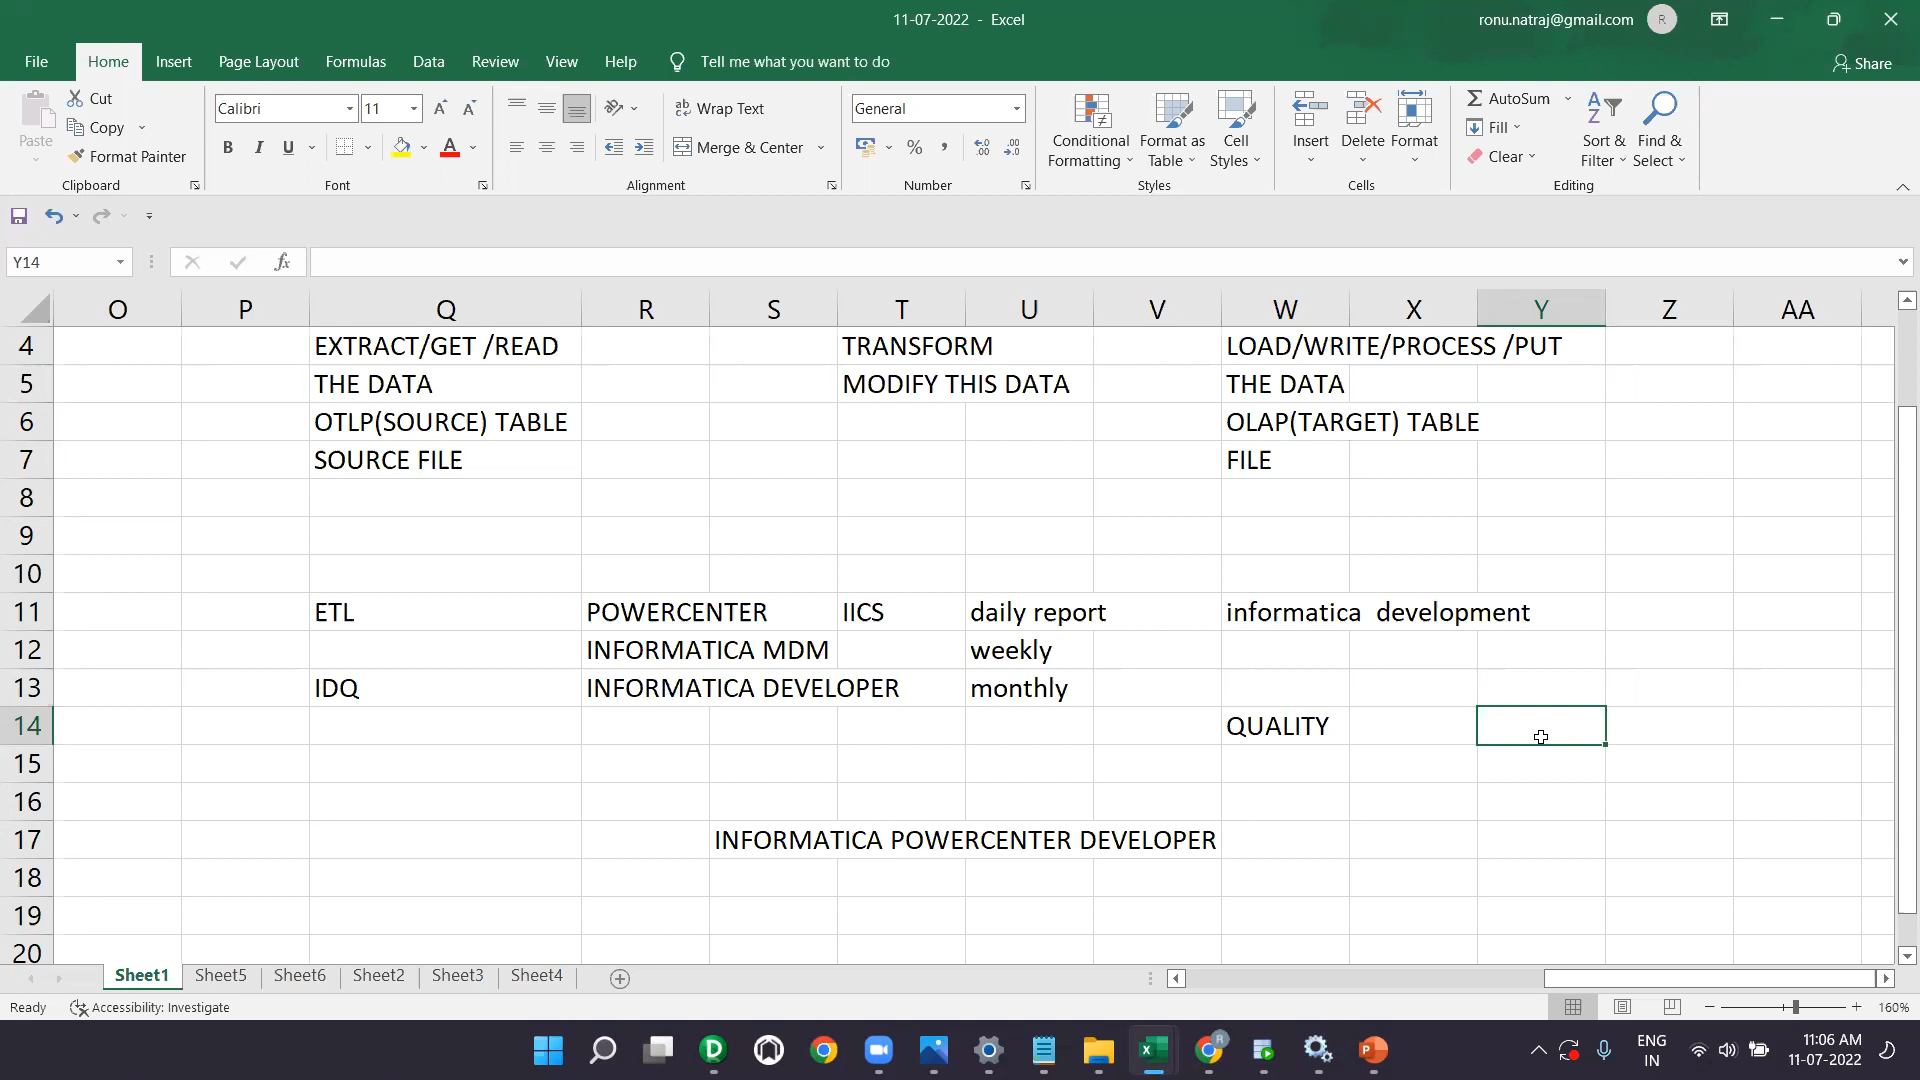 11-07-2022 - Excel
ronu.natraj@gmail.com
R
File
Home
Insert
Page Layout
Formulas
Data
Review
View
Help
Tell me what you want to do
Share
Paste
Cut
Copy
Format Painter
Clipboard
Calibri
11
B I U
A
Font
ab Wrap Text
Merge & Center
Alignment
General
%
Number
Conditional Formatting
Format as Table
Cell Styles
Styles
Insert
Delete
Format
Cells
AutoSum
Fill
Clear
Sort & Filter
Find & Select
Editing
Y14
fx
O P Q R S T U V W X Y Z AA
4 EXTRACT/GET /READ TRANSFORM LOAD/WRITE/PROCESS /PUT
5 THE DATA MODIFY THIS DATA THE DATA
6 OTLP(SOURCE) TABLE OLAP(TARGET) TABLE
7 SOURCE FILE FILE
8
9
10
11 ETL POWERCENTER IICS daily report informatica  development
12 INFORMATICA MDM weekly
13 IDQ INFORMATICA DEVELOPER monthly
14 QUALITY
15
16
17 INFORMATICA POWERCENTER DEVELOPER
18
19
20
Sheet1 Sheet5 Sheet6 Sheet2 Sheet3 Sheet4
Ready
Accessibility: Investigate
160%
ENG
IN
11:06 AM
11-07-2022